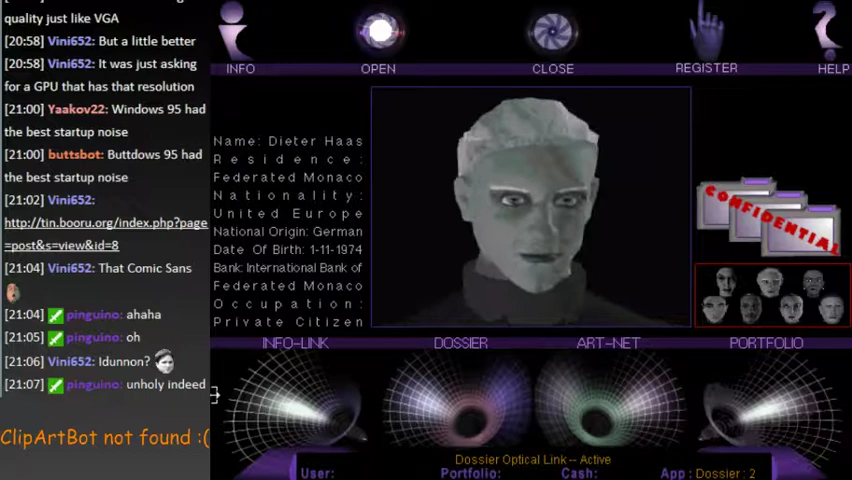 quality just like VGA
[20:58] Vini652: But a little better
[20:58] Vini652: It was just asking
for a GPU that has that resolution
[21:00] Yaakov22: Windows 95 had
the best startup noise
[21:00] buttsbot: Buttdows 95 had
the best startup noise
[21:02] Vini652:
http://tin.booru.org/index.php?page
=post&s=view&id=8
[21:04] Vini652: That Comic Sans
[21:04] pinguino: ahaha
[21:05] pinguino: oh
[21:06] Vini652: Idunnon?
[21:07] pinguino: unholy indeed
ClipArtBot not found :(
INFO
OPEN
CLOSE
REGISTER
HELP
Name: Dieter Haas
Residence:
Federated Monaco
Nationality:
United Europe
National Origin: German
Date Of Birth: 1-11-1974
Bank: International Bank of
Federated Monaco
Occupation:
Private Citizen
CONFIDENTIAL
INFO-LINK
DOSSIER
ART-NET
PORTFOLIO
Dossier Optical Link -- Active
User:
Portfolio:
Cash:
App: Dossier: 2